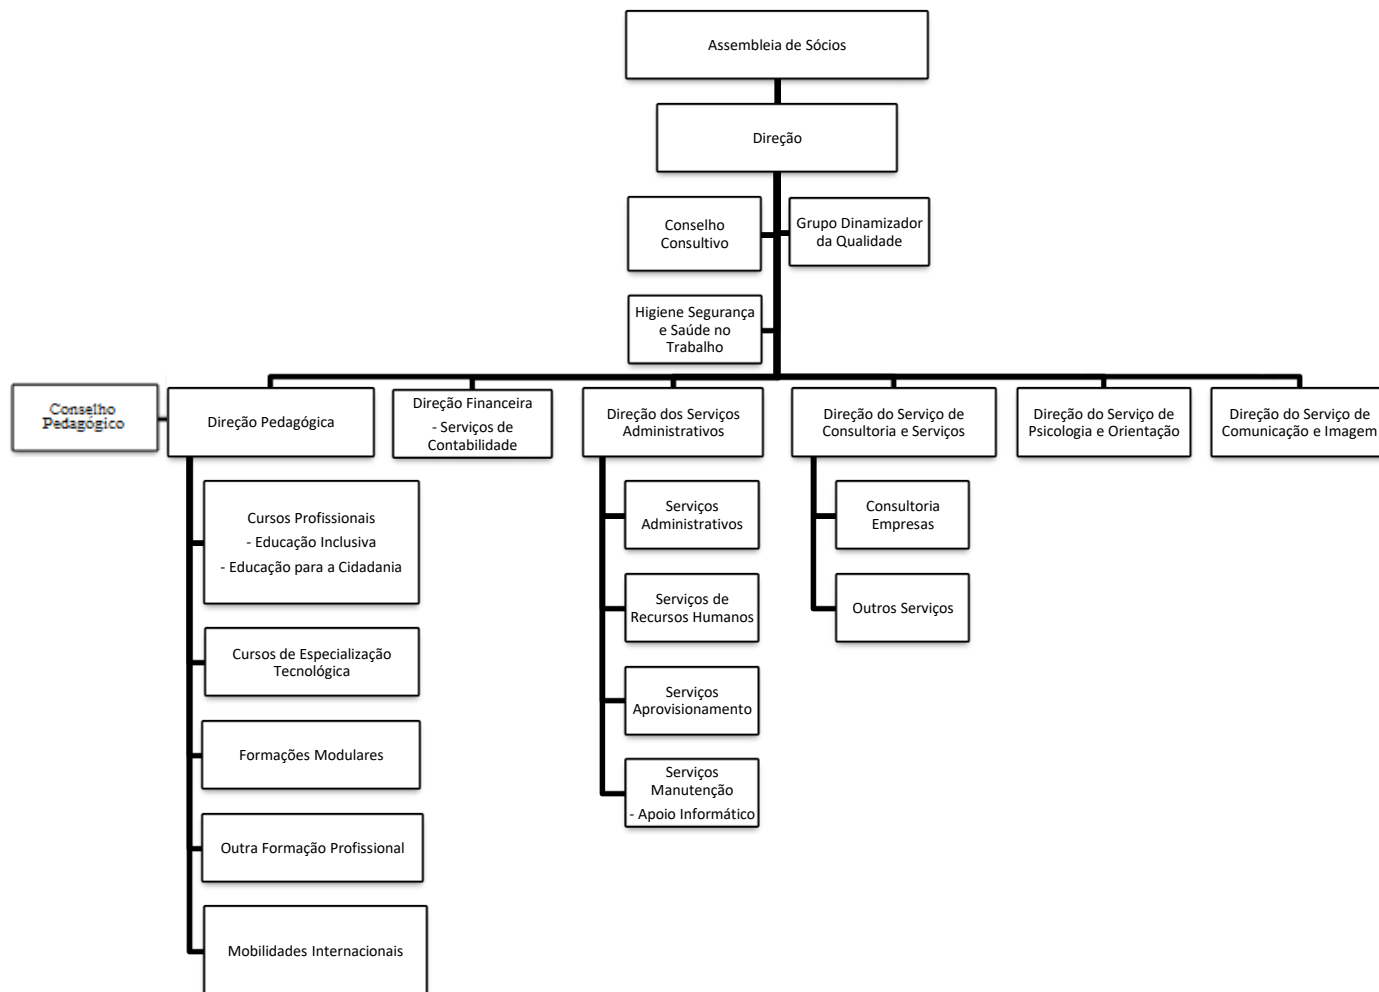 Assembleia de Sócios
Direção
Conselho
Consultivo
Grupo Dinamizador
da Qualidade
Higiene Segurança
e Saúde no
Trabalho
Conselho
Pedagógico
Direção Pedagógica
Direção Financeira
- Serviços de
Contabilidade
Direção dos Serviços
Administrativos
Direção do Serviço de
Consultoria e Serviços
Direção do Serviço de
Psicologia e Orientação
Direção do Serviço de
Comunicação e Imagem
Cursos Profissionais
- Educação Inclusiva
- Educação para a Cidadania
Cursos de Especialização
Tecnológica
Formações Modulares
Outra Formação Profissional
Mobilidades Internacionais
Serviços
Administrativos
Serviços de
Recursos Humanos
Serviços
Aprovisionamento
Serviços
Manutenção
- Apoio Informático
Consultoria
Empresas
Outros Serviços